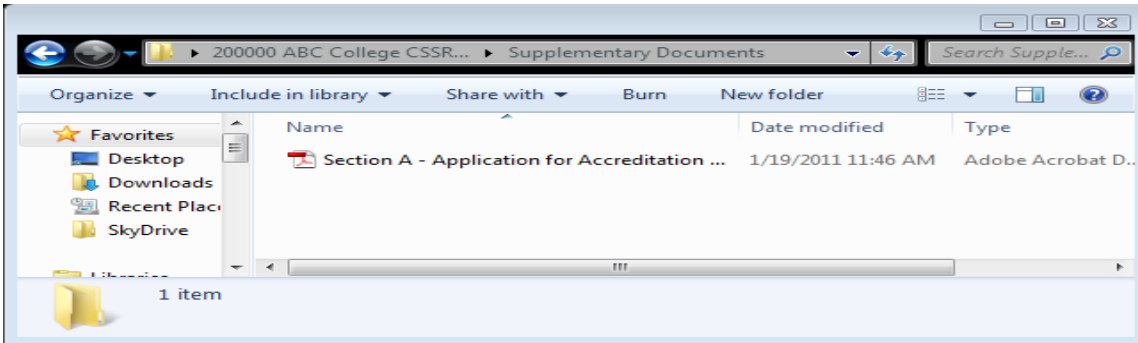 200000 ABC College CSSR... Supplementary Documents Search Supple...
Organize Include in library Share with Burn New folder
Favorites Name Date modified Type
Desktop Section A - Application for Accreditation ... 1/19/2011 11:46 AM Adobe Acrobat D...
Downloads
Recent Plac
SkyDrive
1 item